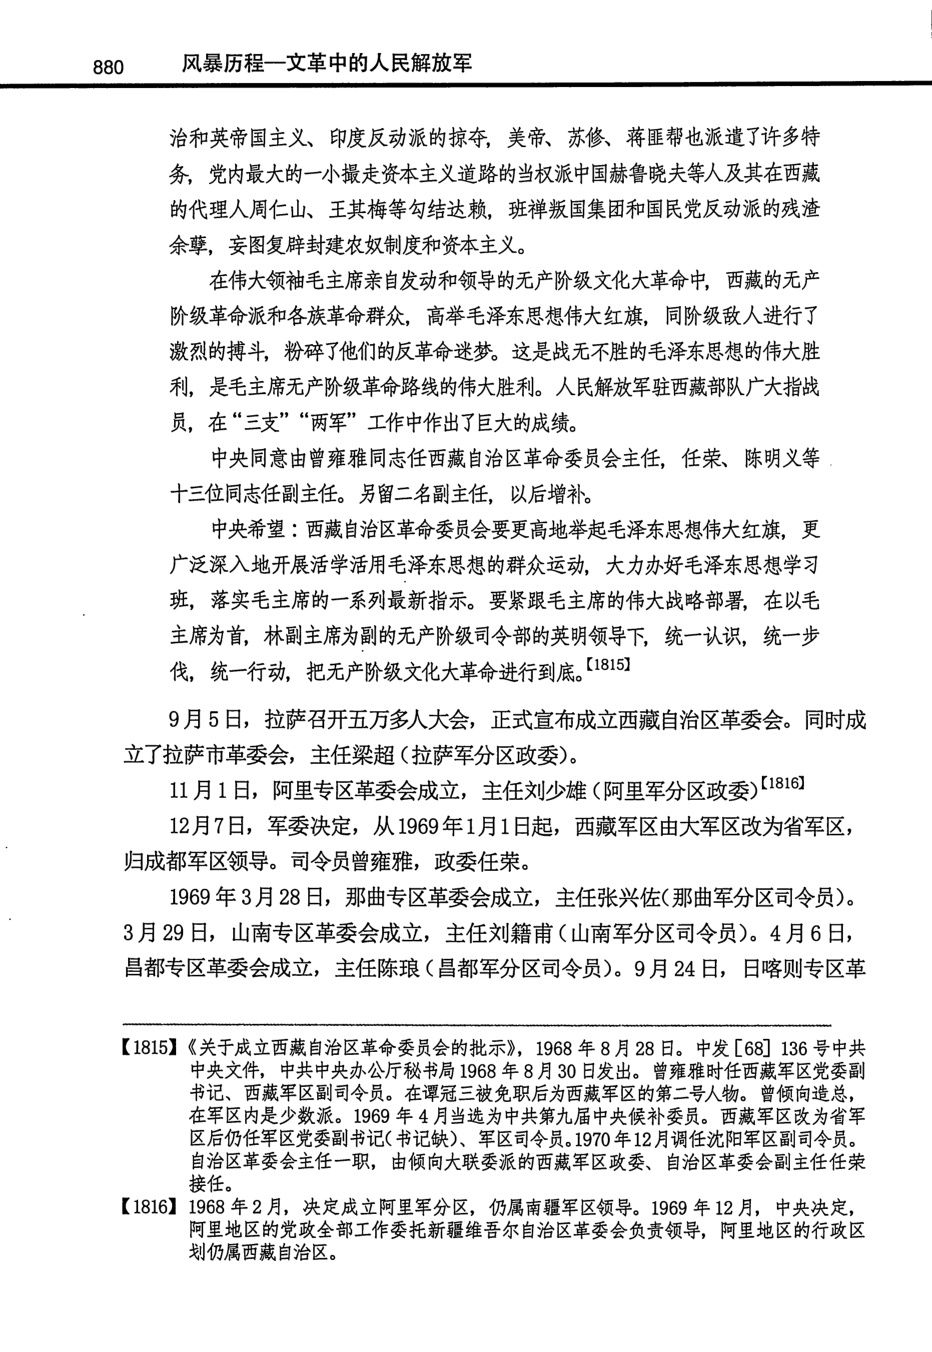 880 风暴历程—文革中的人民解放军
治和英帝国主义、印度反动派的掠夺，美帝、苏修、蒋匪帮也派遣了许多特
务，党内最大的一小撮走资本主义道路的当权派中国赫鲁晓夫等人及其在西藏
的代理人周仁山、王其梅等勾结达赖，班禅叛国集团和国民党反动派的残渣
余孽，妄图复辟封建农奴制度和资本主义。
在伟大领袖毛主席亲自发动和领导的无产阶级文化大革命中，西藏的无产
阶级革命派和各族革命群众，高举毛泽东思想伟大红旗，同阶级敌人进行了
激烈的搏斗，粉碎了他们的反革命迷梦。这是战无不胜的毛泽东思想的伟大胜
利，是毛主席无产阶级革命路线的伟大胜利。人民解放军驻西藏部队广大指战
员，在“三支”“两军”工作中作出了巨大的成绩。
中央同意由曾雍雅同志任西藏自治区革命委员会主任，任荣、陈明义等
十三位同志任副主任。另留二名副主任，以后增补。
中央希望：西藏自治区革命委员会要更高地举起毛泽东思想伟大红旗，更
广泛深入地开展活学活用毛泽东思想的群众运动，大力办好毛泽东思想学习
班，落实毛主席的一系列最新指示。要紧跟毛主席的伟大战略部署，在以毛
主席为首，林副主席为副的无产阶级司令部的英明领导下，统一认识，统一步
伐，统一行动，把无产阶级文化大革命进行到底。【1815】
9月5日，拉萨召开五万多人大会，正式宣布成立西藏自治区革委会。同时成
立了拉萨市革委会，主任梁超（拉萨军分区政委）。
11月1日，阿里专区革委会成立，主任刘少雄（阿里军分区政委）【1816】
12月7日，军委决定，从1969年1月1日起，西藏军区由大军区改为省军区，
归成都军区领导。司令员曾雍雅，政委任荣。
1969年3月28日，那曲专区革委会成立，主任张兴佐（那曲军分区司令员）。
3月29日，山南专区革委会成立，主任刘籍甫（山南军分区司令员）。4月6日，
昌都专区革委会成立，主任陈琅（昌都军分区司令员）。9月24日，日喀则专区革
【1815】《关于成立西藏自治区革命委员会的批示》，1968年8月28日。中发［68］136号中共
中央文件，中共中央办公厅秘书局1968年8月30日发出。曾雍雅时任西藏军区党委副
书记、西藏军区副司令员。在谭冠三被免职后为西藏军区的第二号人物。曾倾向造总，
在军区内是少数派。1969年4月当选为中共第九届中央候补委员。西藏军区改为省军
区后仍任军区党委副书记（书记缺）、军区司令员。1970年12月调任沈阳军区副司令员。
自治区革委会主任一职，由倾向大联委派的西藏军区政委、自治区革委会副主任任荣
接任。
【1816】1968年2月，决定成立阿里军分区，仍属南疆军区领导。1969年12月，中央决定，
阿里地区的党政全部工作委托新疆维吾尔自治区革委会负责领导，阿里地区的行政区
划仍属西藏自治区。